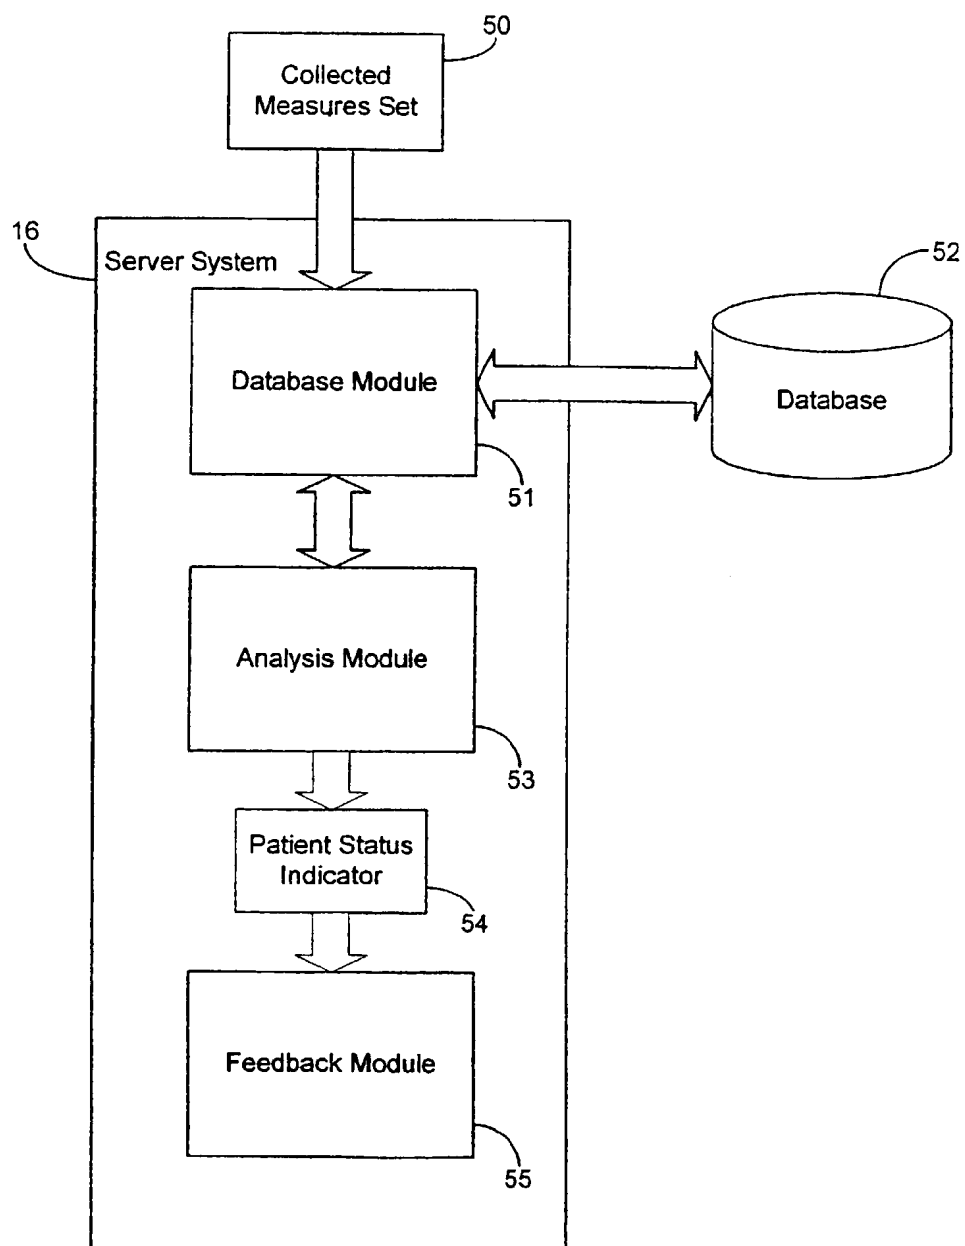 50
Collected
Measures Set
16
Server System
52
Database Module
Database
51
Analysis Module
53
Patient Status
Indicator
54
Feedback Module
55